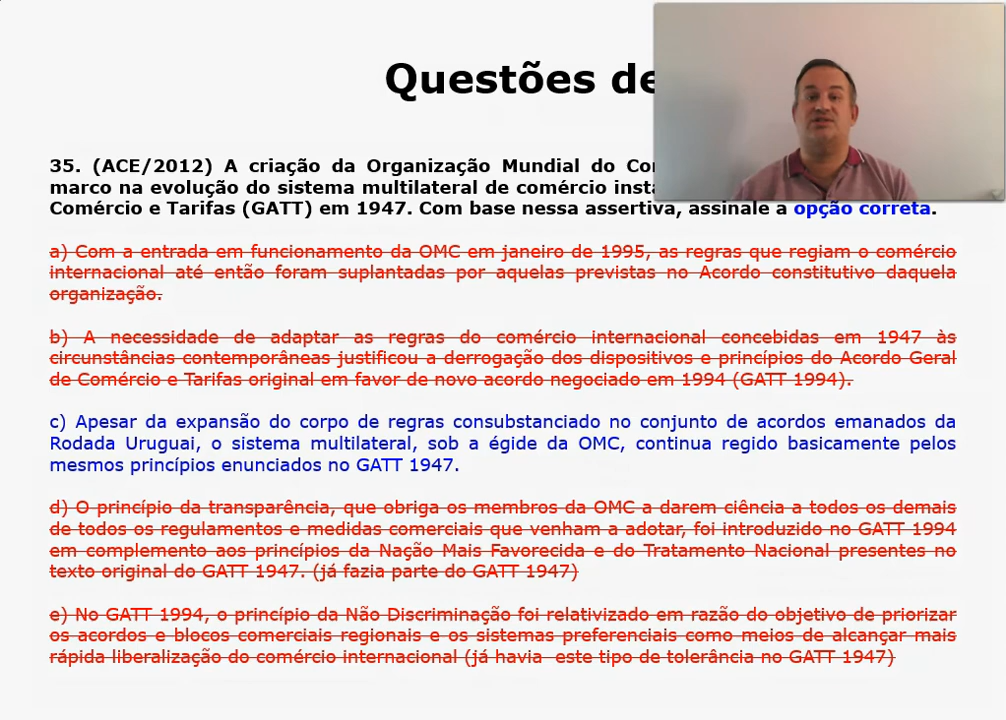 Questões de
35. (ACE/2012) A criação da Organização Mundial do
marco na evolução do sistema multilateral de comércio
Comércio e Tarifas (GATT) em 1947. Com base nessa assertiva, assinale a opção correta.
a) Com a entrada em funcionamento da OMC em janeiro de 1995, as regras que regiam o comércio
internacional até então foram suplantadas por aquelas previstas no Acordo constitutivo daquela
organização.
b) A necessidade de adaptar as regras do comércio internacional concebidas em 1947 às
circunstâncias contemporâneas justificou a derrogação dos dispositivos e princípios do Acordo Geral
de Comércio e Tarifas original em favor de novo acordo negociado em 1994 (GATT 1994).
c) Apesar da expansão do corpo de regras consubstanciado no conjunto de acordos emanados da
Rodada Uruguai, o sistema multilateral, sob a égide da OMC, continua regido basicamente pelos
mesmos princípios enunciados no GATT 1947.
d) O princípio da transparência, que obriga os membros da OMC a darem ciência a todos os demais
de todos os regulamentos e medidas comerciais que venham a adotar, foi introduzido no GATT 1994
em complemento aos princípios da Nação Mais Favorecida e do Tratamento Nacional presentes no
texto original do GATT 1947. (já fazia parte do GATT 1947)
e) No GATT 1994, o princípio da Não Discriminação foi relativizado em razão do objetivo de priorizar
os acordos e blocos comerciais regionais e os sistemas preferenciais como meios de alcançar mais
rápida liberalização do comércio internacional (já havia este tipo de tolerância no GATT 1947)